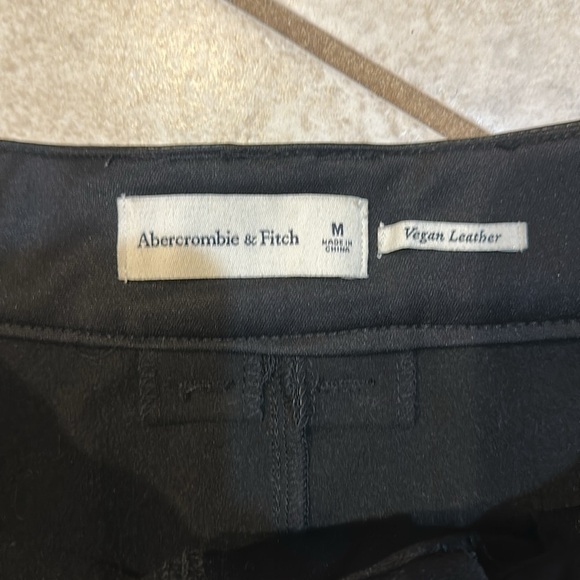 Abercrombie & Fitch
M
MADE IN
CHINA
Vegan Leather